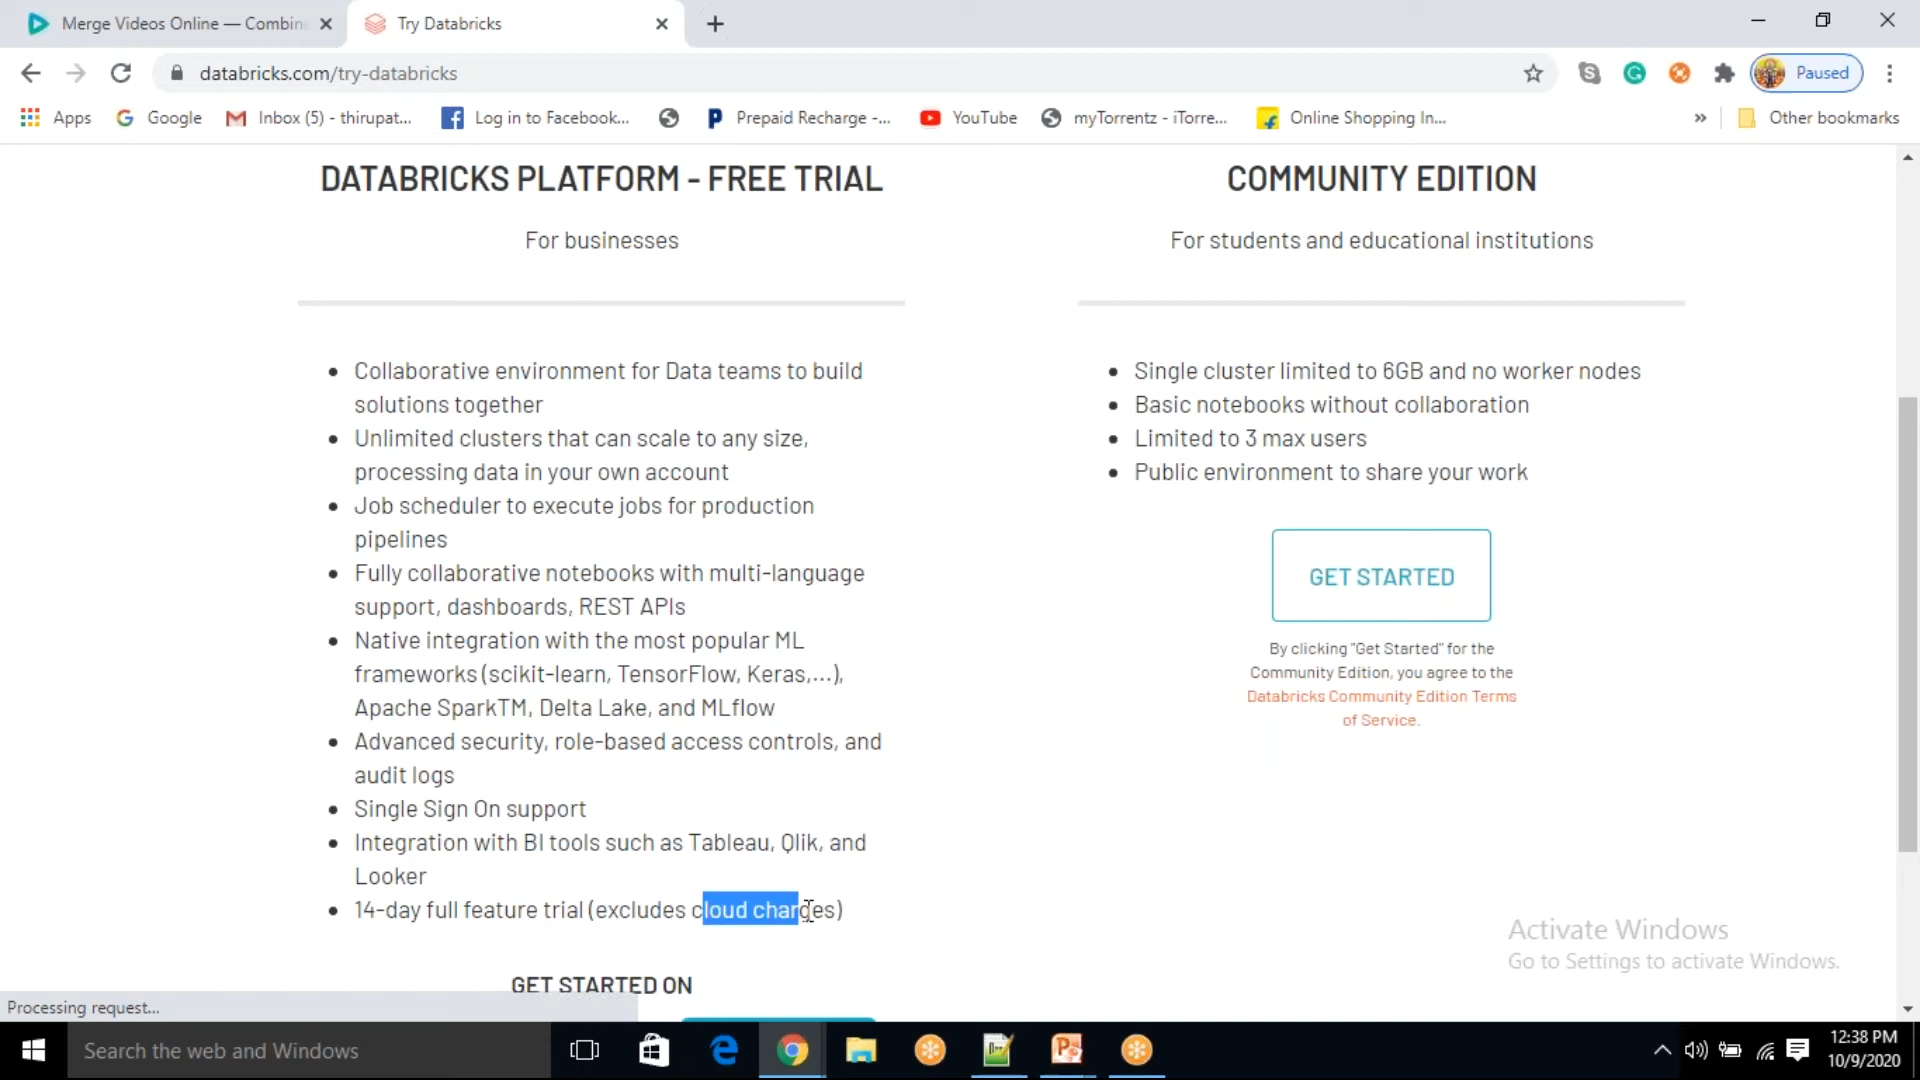 Merge Videos Online — Combin
Try Databricks
databricks.com/try-databricks
Paused
Apps
Google
Inbox (5) - thirupat...
Log in to Facebook...
Prepaid Recharge -...
YouTube
myTorrentz - iTorre...
Online Shopping In...
»
Other bookmarks
DATABRICKS PLATFORM - FREE TRIAL
For businesses
• Collaborative environment for Data teams to build
solutions together
• Unlimited clusters that can scale to any size,
processing data in your own account
• Job scheduler to execute jobs for production
pipelines
• Fully collaborative notebooks with multi-language
support, dashboards, REST APIs
• Native integration with the most popular ML
frameworks (scikit-learn, TensorFlow, Keras,...),
Apache SparkTM, Delta Lake, and MLflow
• Advanced security, role-based access controls, and
audit logs
• Single Sign On support
• Integration with BI tools such as Tableau, Qlik, and
Looker
• 14-day full feature trial (excludes cloud charges)
GET STARTED ON
COMMUNITY EDITION
For students and educational institutions
• Single cluster limited to 6GB and no worker nodes
• Basic notebooks without collaboration
• Limited to 3 max users
• Public environment to share your work
GET STARTED
By clicking "Get Started" for the
Community Edition, you agree to the
Databricks Community Edition Terms
of Service.
Activate Windows
Go to Settings to activate Windows.
Processing request...
Search the web and Windows
12:38 PM
10/9/2020